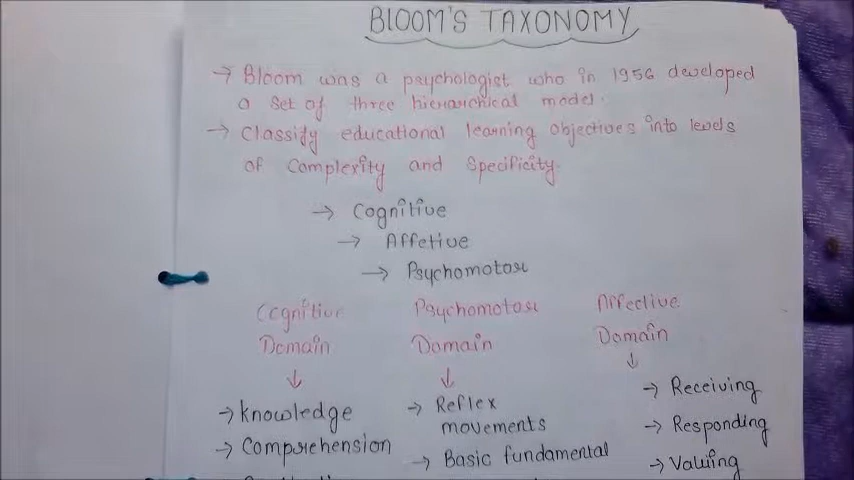 BLOOM'S TAXONOMY
→ Bloom was a psychologist who in 1956 developed
a set of three hierarchical model.
→ Classify educational learning objectives into levels
of Complexity and Specificity.
→ Cognitive
→ Affetive
→ Psychomotor
Cognitive Domain
↓
→ knowledge
→ Comprehension
Psychomotor Domain
↓
→ Reflex
movements
→ Basic fundamental
Affective Domain
↓
→ Receiving
→ Responding
→ Valuing